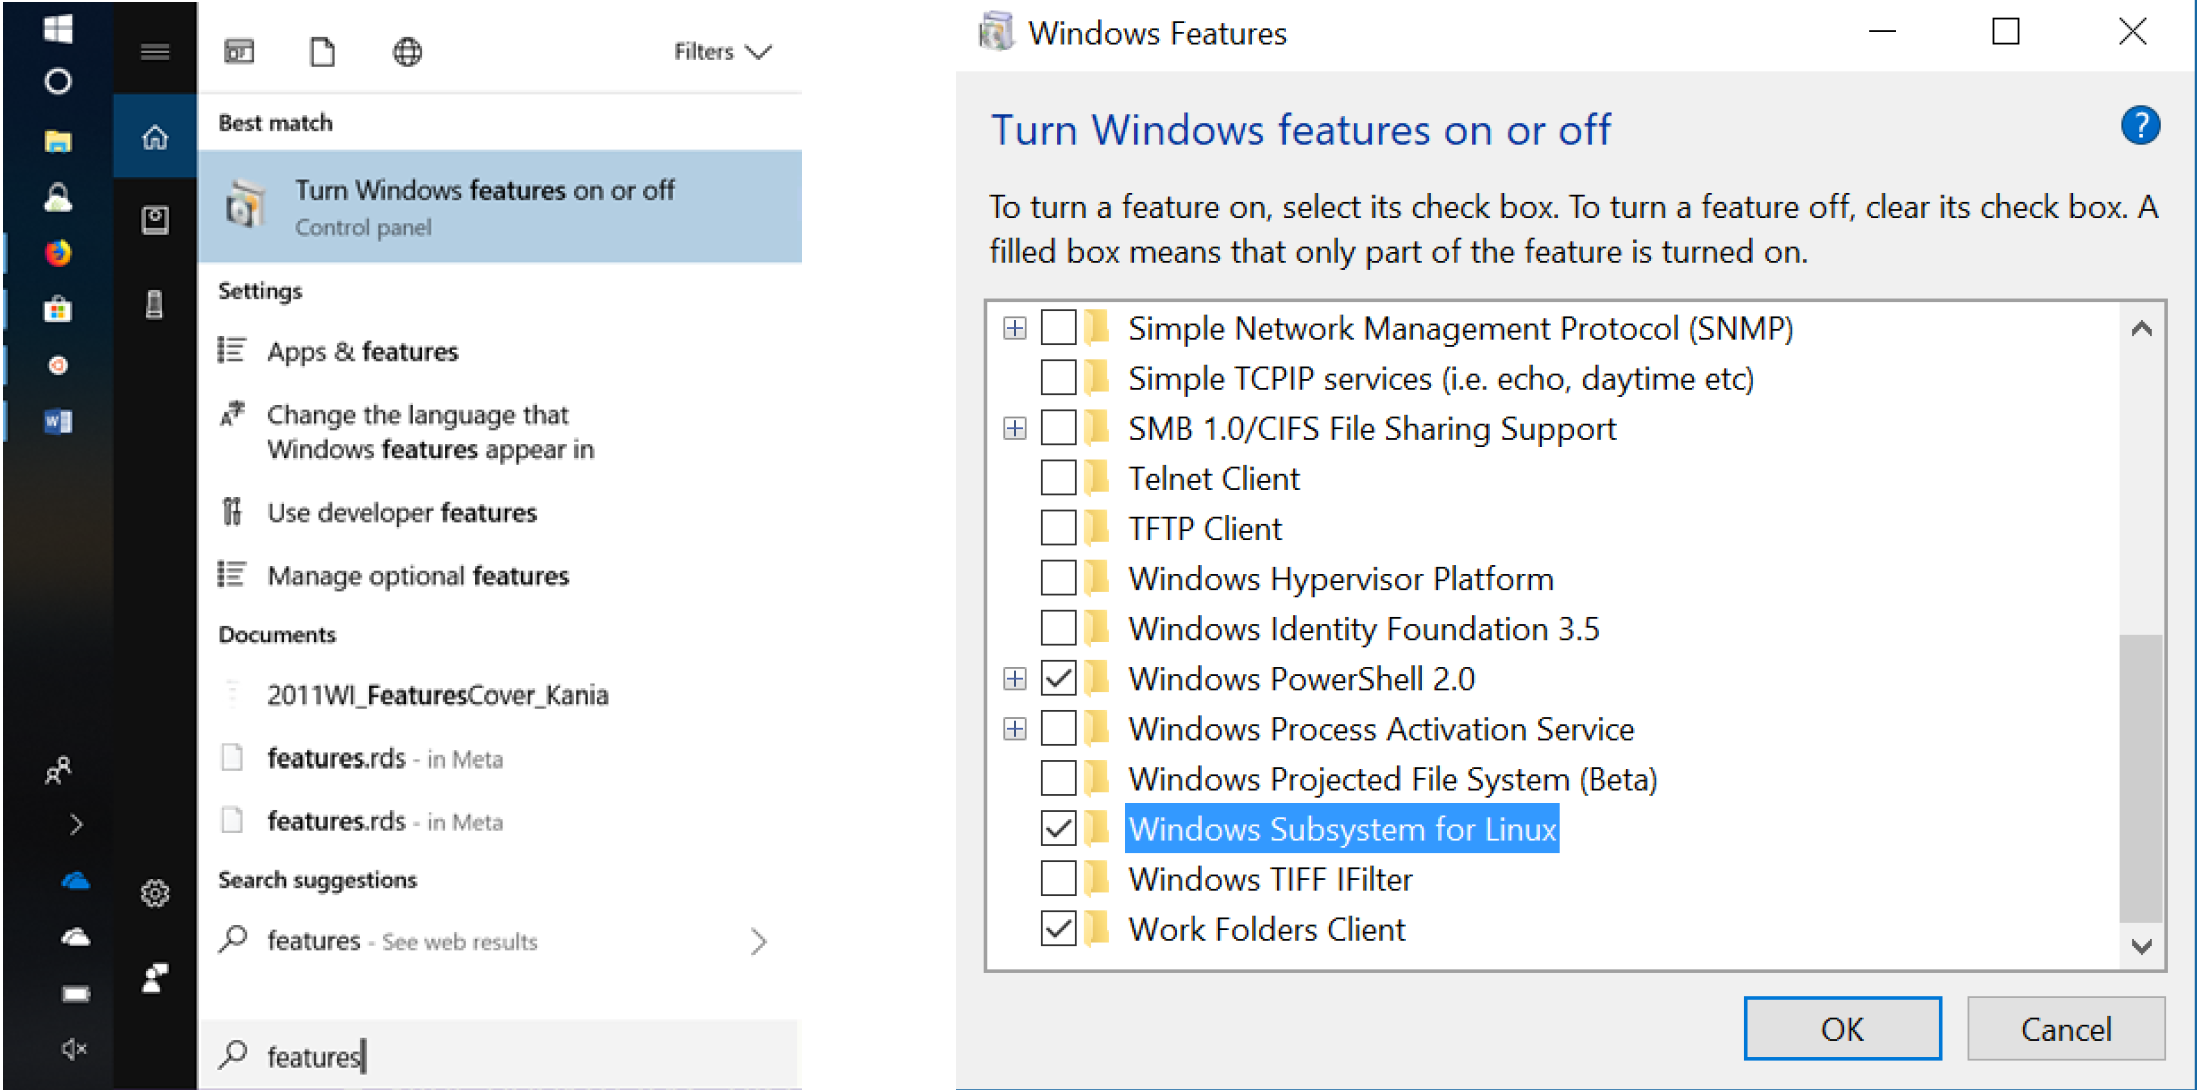 Filters
Best match
Turn Windows features on or off
Control panel
Settings
Apps & features
Change the language that
Windows features appear in
Use developer features
Manage optional features
Documents
2011WI_FeaturesCover_Kania
features.rds - in Meta
features.rds - in Meta
Search suggestions
features - See web results
features
Windows Features
Turn Windows features on or off
To turn a feature on, select its check box. To turn a feature off, clear its check box. A
filled box means that only part of the feature is turned on.
Simple Network Management Protocol (SNMP)
Simple TCPIP services (i.e. echo, daytime etc)
SMB 1.0/CIFS File Sharing Support
Telnet Client
TFTP Client
Windows Hypervisor Platform
Windows Identity Foundation 3.5
Windows PowerShell 2.0
Windows Process Activation Service
Windows Projected File System (Beta)
Windows Subsystem for Linux
Windows TIFF IFilter
Work Folders Client
OK
Cancel